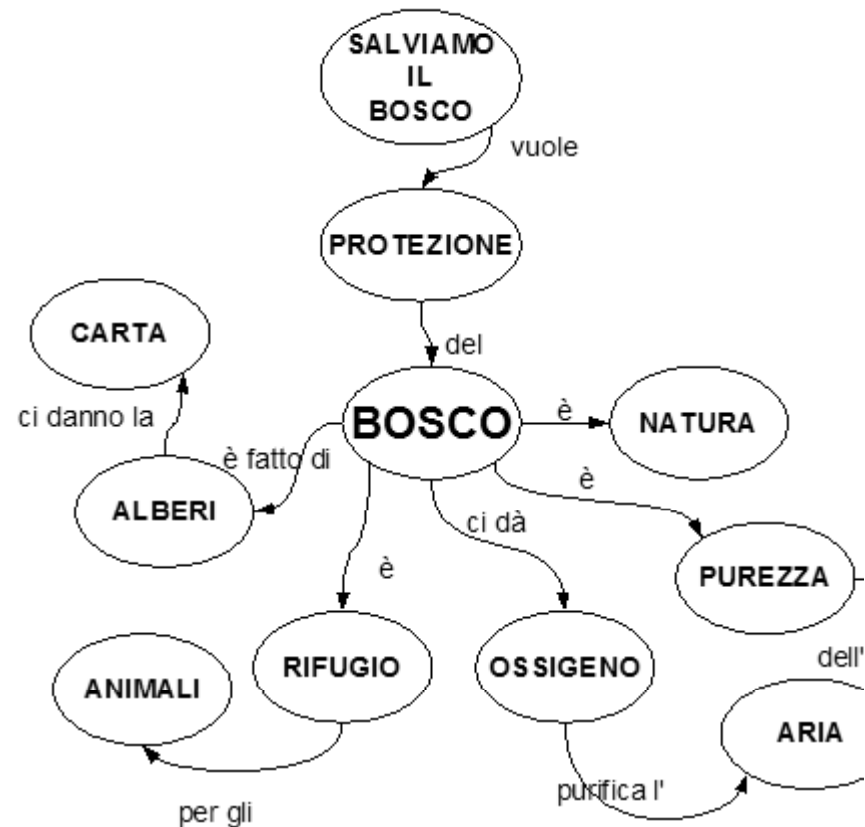 SALVIAMO
IL
BOSCO
vuole
PROTEZIONE
del
CARTA
ci danno la
BOSCO
è
NATURA
è fatto di
è
ALBERI
ci dà
è
PUREZZA
dell'
RIFUGIO
OSSIGENO
ANIMALI
ARIA
purifica l'
per gli